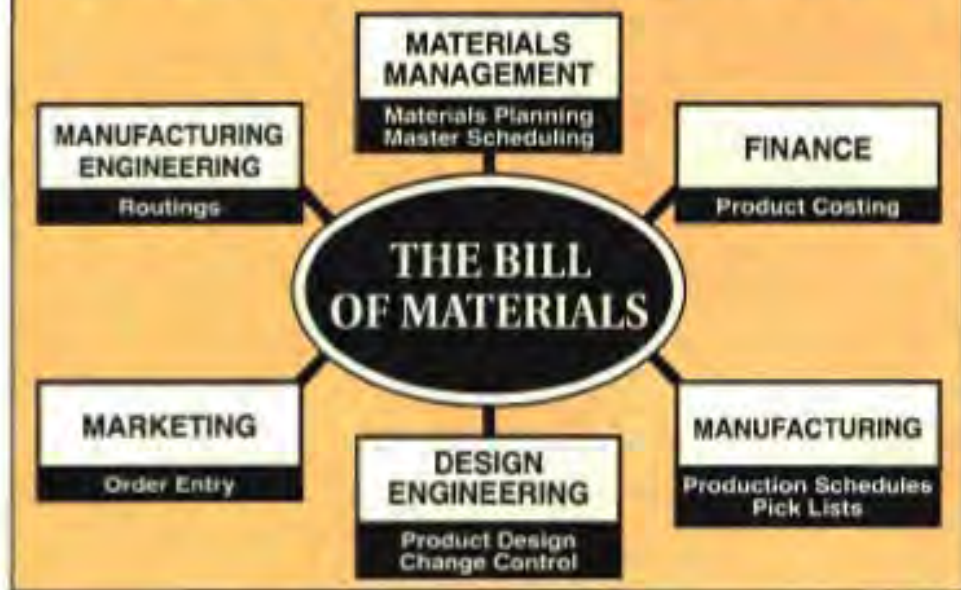 MATERIALS
MANAGEMENT
Materials Planning
Master Scheduling
MANUFACTURING
ENGINEERING
Routings
FINANCE
Product Costing
THE BILL
OF MATERIALS
MARKETING
Order Entry
DESIGN
ENGINEERING
Product Design
Change Control
MANUFACTURING
Production Schedules
Pick Lists